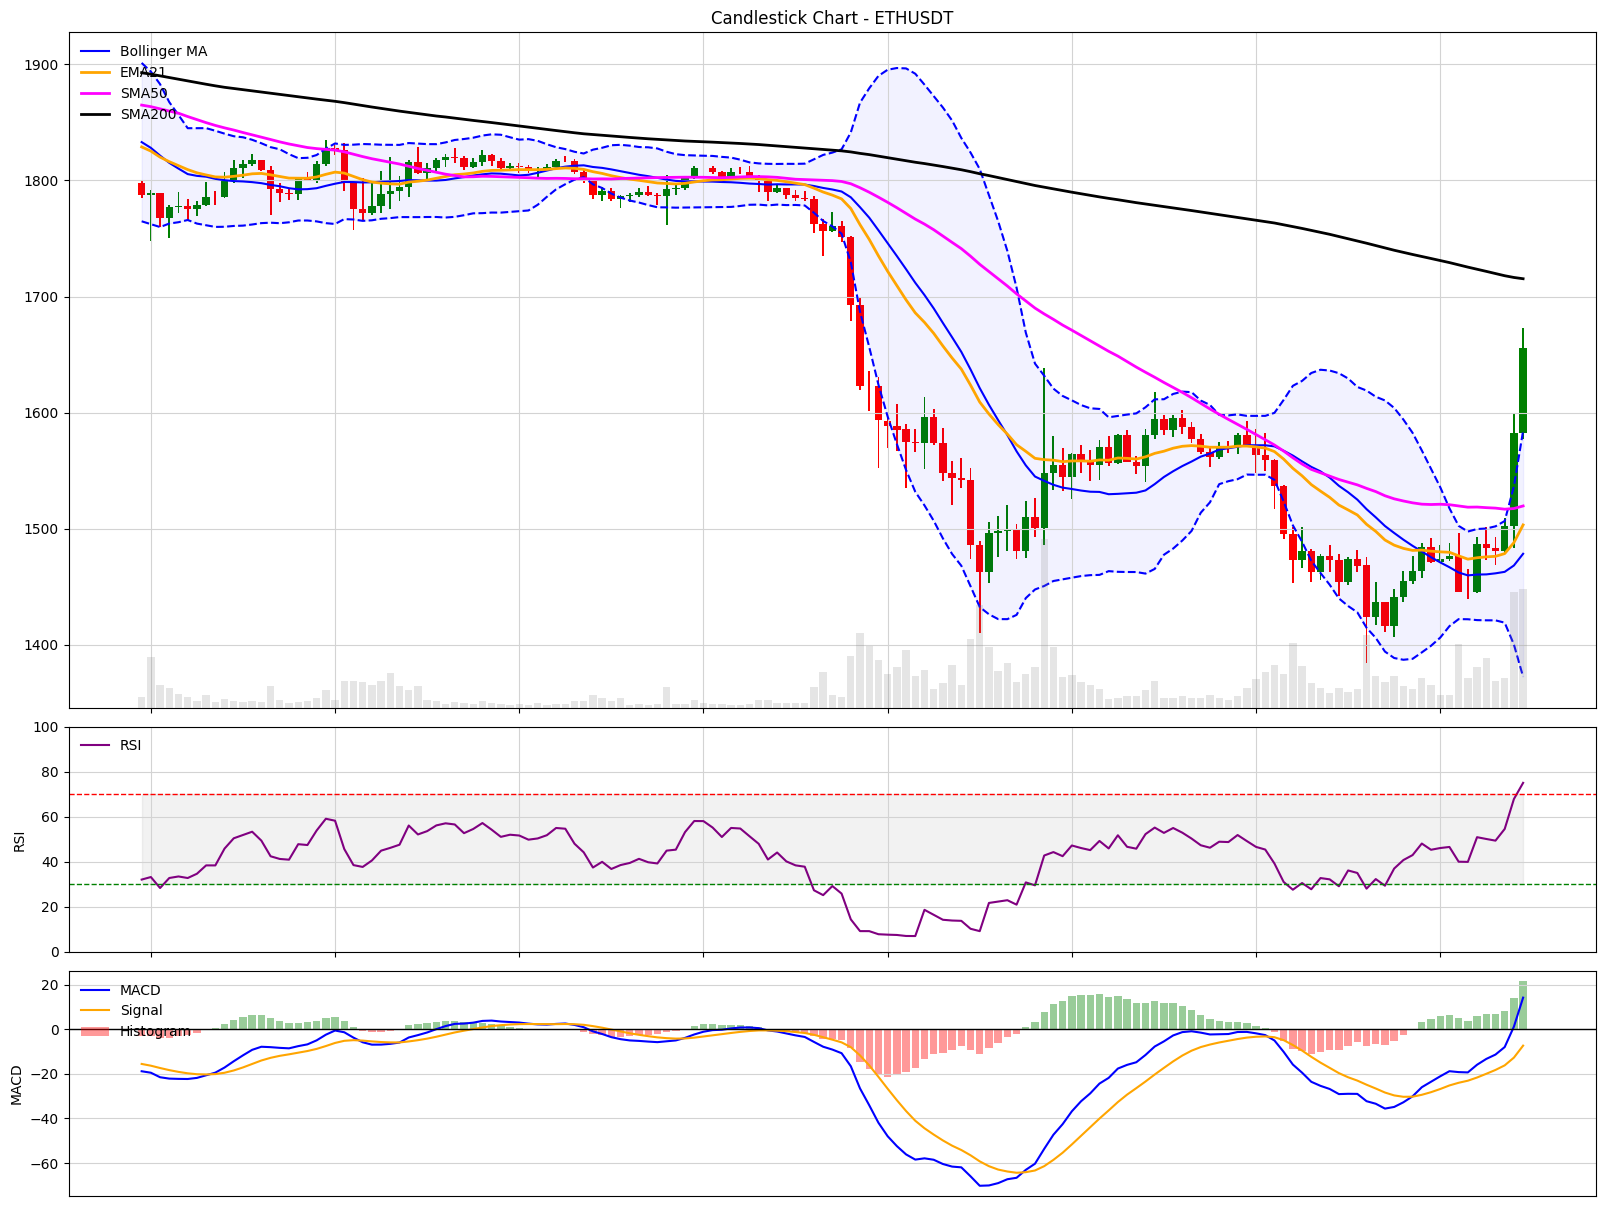 Candlestick Chart - ETHUSDT
Bollinger MA
EMA21
SMA50
SMA200
1900
1800
1700
1600
1500
1400
RSI
100
80
60
40
20
0
RSI
MACD
Signal
Histogram
20
0
−20
−40
−60
MACD